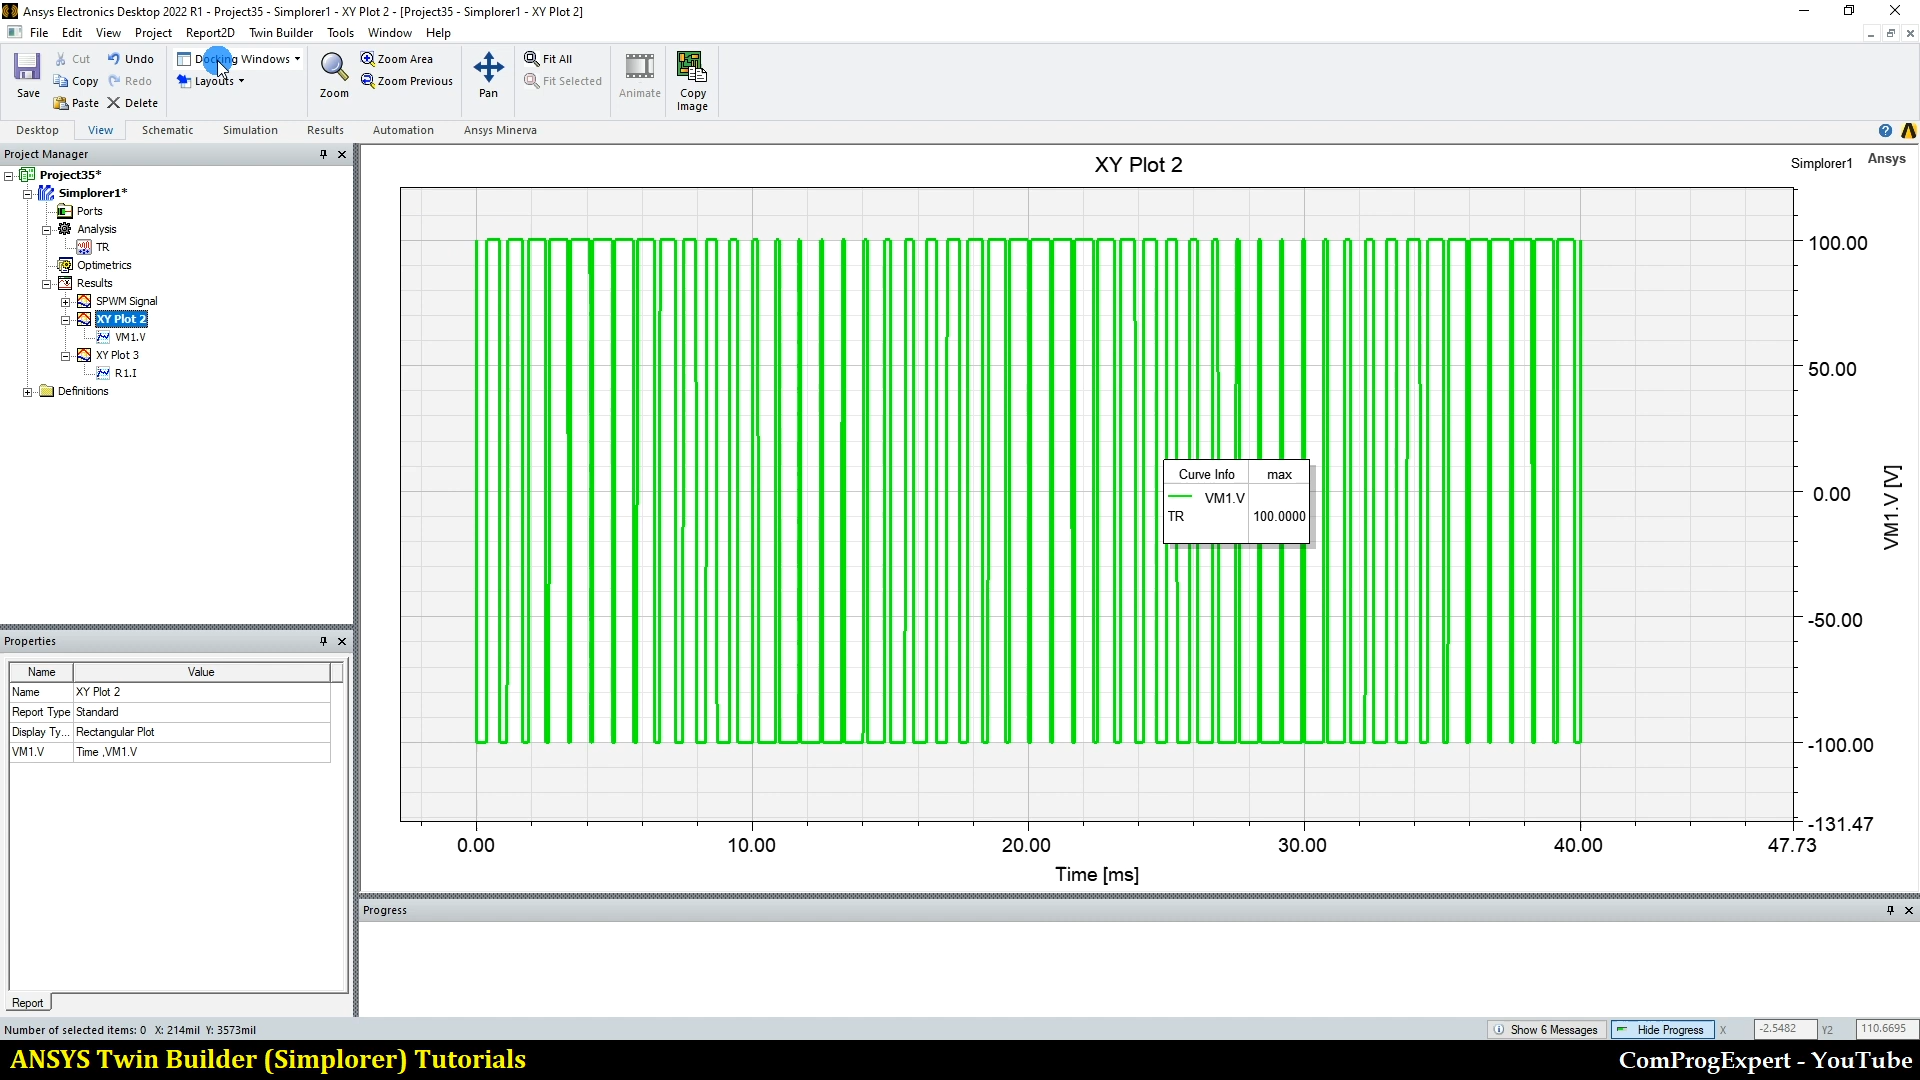 Ansys Electronics Desktop 2022 R1 - Project35 - Simplorer1 - XY Plot 2 - [Project35 - Simplorer1 - XY Plot 2]
File Edit View Project Report2D Twin Builder Tools Window Help
Save Cut Copy Paste Undo Redo Delete
Docking Windows
Layouts
Zoom Zoom Area Zoom Previous
Pan Fit All Fit Selected
Animate Copy Image
Desktop View Schematic Simulation Results Automation Ansys Minerva
Project Manager
Project35*
Simplorer1*
Ports
Analysis
TR
Optimetrics
Results
SPWM Signal
XY Plot 2
VM1.V
XY Plot 3
R1.I
Definitions
Properties
Name Value
Name XY Plot 2
Report Type Standard
Display Ty... Rectangular Plot
VM1.V Time ,VM1.V
Report
XY Plot 2
Simplorer1 Ansys
100.00
50.00
0.00
-50.00
-100.00
-131.47
VM1.V [V]
Curve Info max
VM1.V
TR 100.0000
0.00 10.00 20.00 30.00 40.00 47.73
Time [ms]
Progress
Number of selected items: 0 X: 214mil Y: 3573mil
Show 6 Messages Hide Progress X -2.5482 Y2 110.6695
ANSYS Twin Builder (Simplorer) Tutorials
ComProgExpert - YouTube